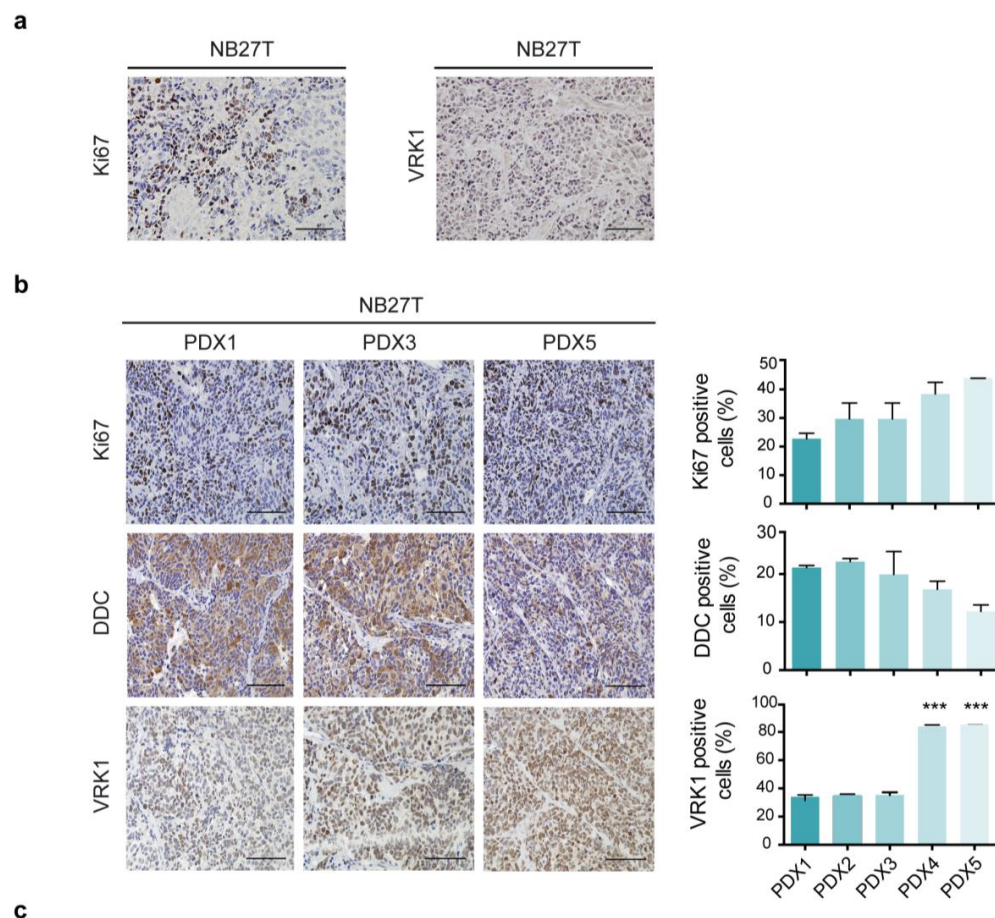 a
NB27T
NB27T
Ki67
VRK1
b
NB27T
PDX1
PDX3
PDX5
Ki67
DDC
VRK1
Ki67 positive
cells (%)
50
40
30
20
10
0
DDC positive
cells (%)
30
20
10
0
VRK1 positive
cells (%)
100
80
60
40
20
0
*** ***
PDX1
PDX2
PDX3
PDX4
PDX5
c